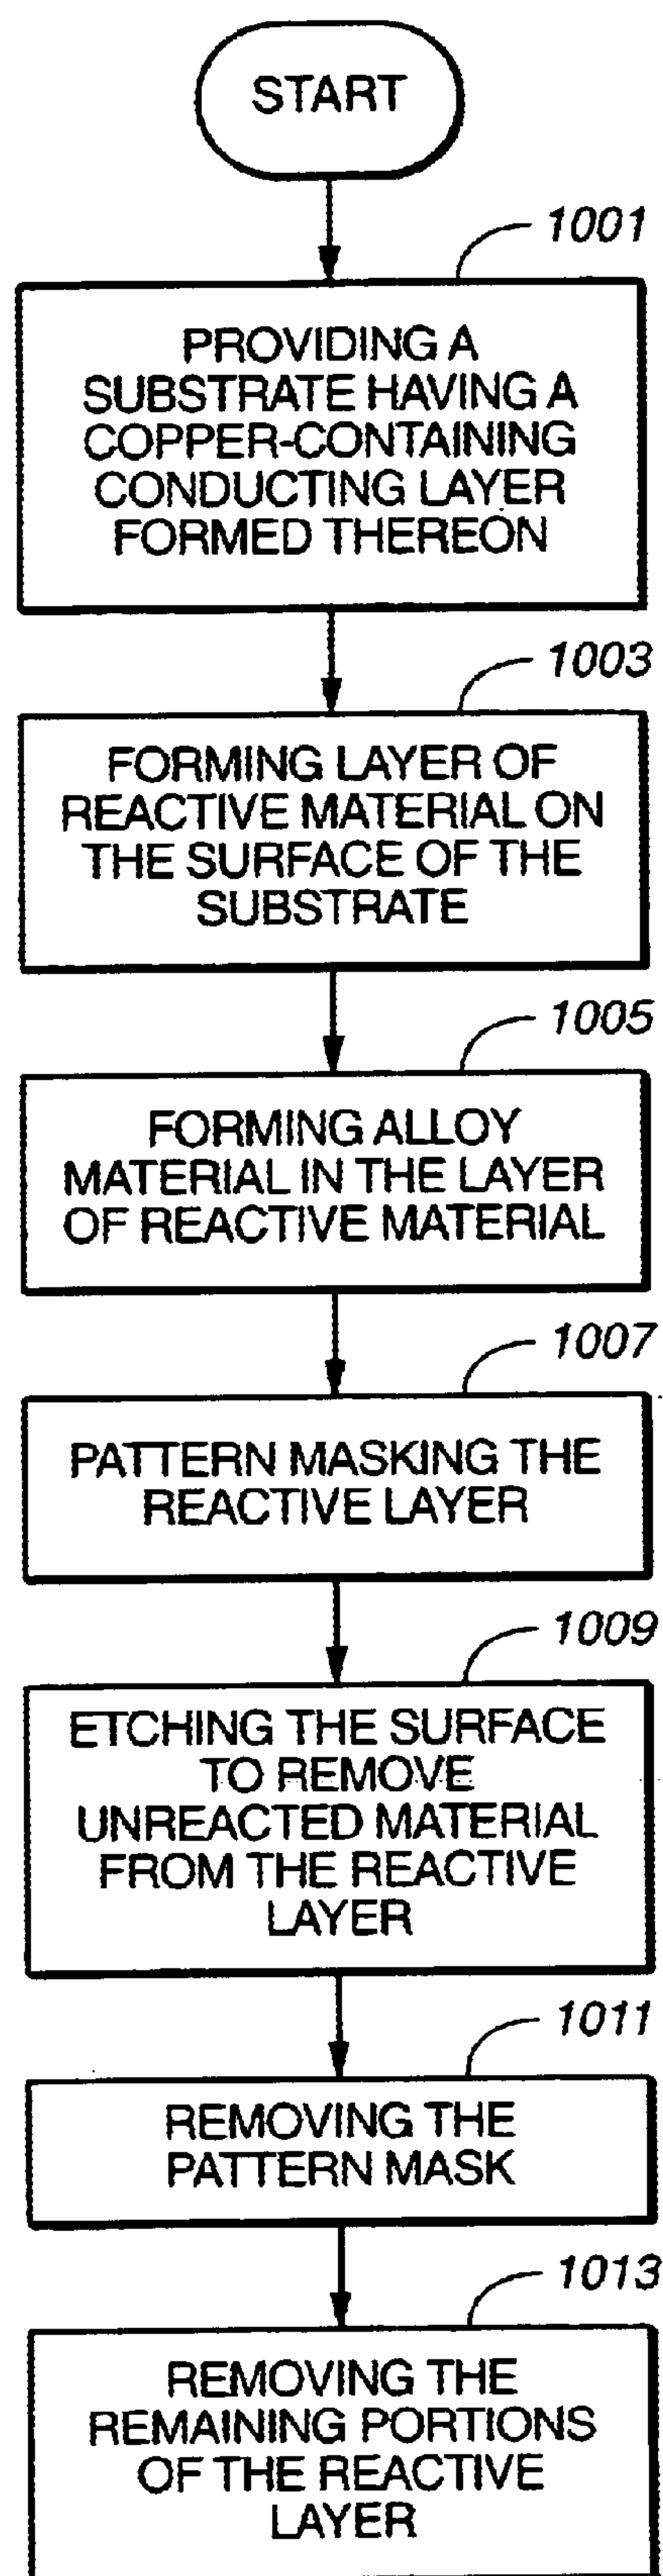 START
1001
PROVIDING A
SUBSTRATE HAVING A
COPPER-CONTAINING
CONDUCTING LAYER
FORMED THEREON
1003
FORMING LAYER OF
REACTIVE MATERIAL ON
THE SURFACE OF THE
SUBSTRATE
1005
FORMING ALLOY
MATERIAL IN THE LAYER
OF REACTIVE MATERIAL
1007
PATTERN MASKING THE
REACTIVE LAYER
1009
ETCHING THE SURFACE
TO REMOVE
UNREACTED MATERIAL
FROM THE REACTIVE
LAYER
1011
REMOVING THE
PATTERN MASK
1013
REMOVING THE
REMAINING PORTIONS
OF THE REACTIVE
LAYER